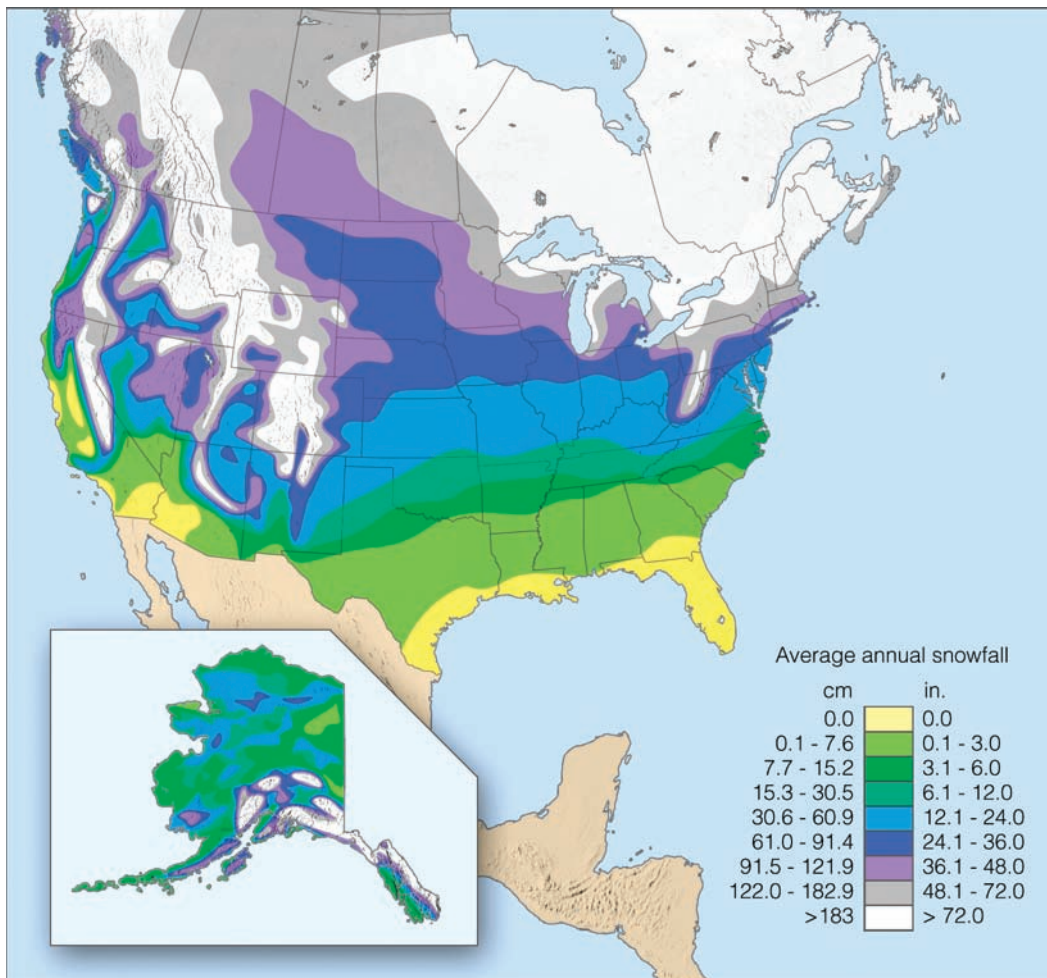 Average annual snowfall
cm in.
0.0 0.0
0.1 - 7.6 0.1 - 3.0
7.7 - 15.2 3.1 - 6.0
15.3 - 30.5 6.1 - 12.0
30.6 - 60.9 12.1 - 24.0
61.0 - 91.4 24.1 - 36.0
91.5 - 121.9 36.1 - 48.0
122.0 - 182.9 48.1 - 72.0
>183 > 72.0